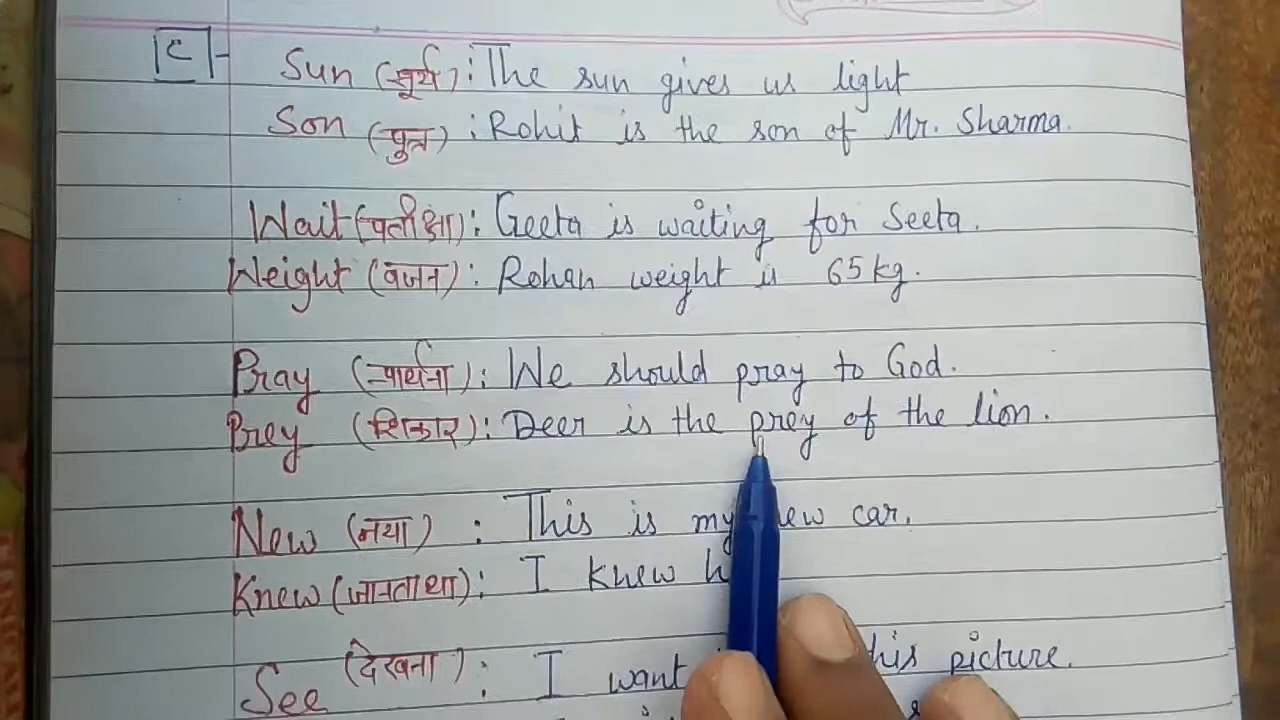 C -
Sun (सूर्य) : The sun gives us light
Son (पुत्र) : Rohit is the son of Mr. Sharma.
Wait (प्रतीक्षा) : Geeta is waiting for Seeta.
Weight (वजन) : Rohan weight is 65 kg.
Pray (प्रार्थना) : We should pray to God.
Prey (शिकार) : Deer is the prey of the lion.
New (नया) : This is my new car.
Knew (जानता था) : I knew
See (देखना) : I want his picture.